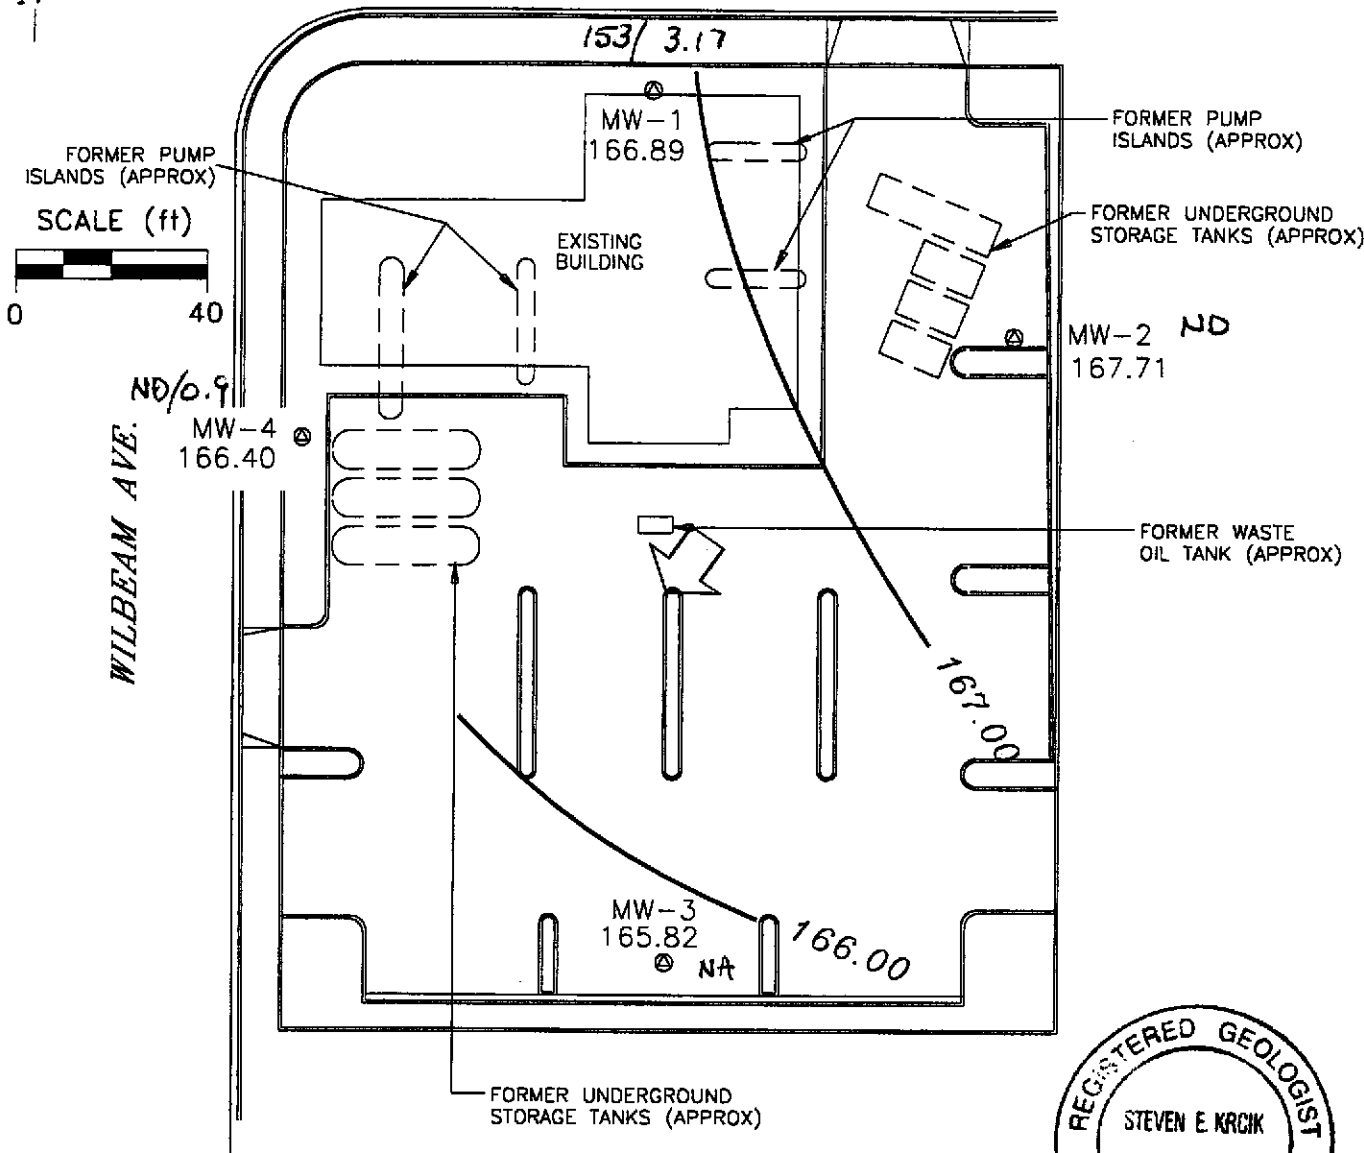 153/ 3.17
MW-1
166.89
FORMER PUMP
ISLANDS (APPROX)
FORMER PUMP
ISLANDS (APPROX)
SCALE (ft)
0 40
EXISTING
BUILDING
FORMER UNDERGROUND
STORAGE TANKS (APPROX)
MW-2 ND
167.71
ND/0.9
MW-4
166.40
WILBEAM AVE.
FORMER WASTE
OIL TANK (APPROX)
167.00
MW-3
165.82
NA
166.00
FORMER UNDERGROUND
STORAGE TANKS (APPROX)
REGISTERED GEOLOGIST
STEVEN E. KRCIK